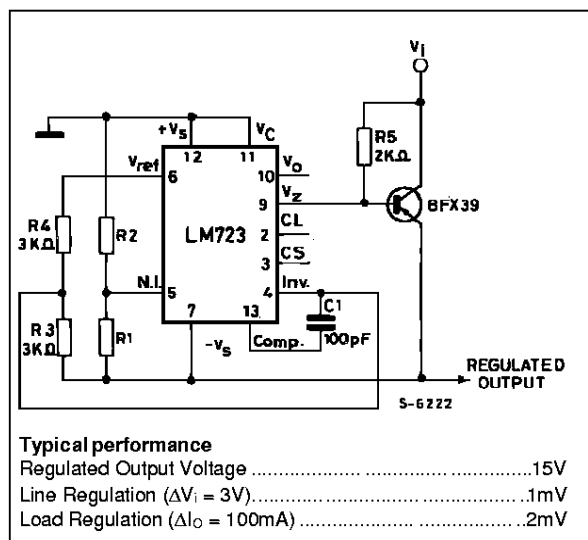 Vi
+Vs
VC
R5
2KΩ
12
11
Vref
6
10
Vo
Vz
9
BFX39
R4
3KΩ
R2
LM723
CL
2
CS
3
N.I.
5
4
Inv.
R3
3KΩ
R1
7
13
C1
100pF
-Vs
Comp.
REGULATED
OUTPUT
S-6222
Typical performance
Regulated Output Voltage ............................................................15V
Line Regulation (ΔVi = 3V)............................................................1mV
Load Regulation (ΔIO = 100mA) ....................................................2mV